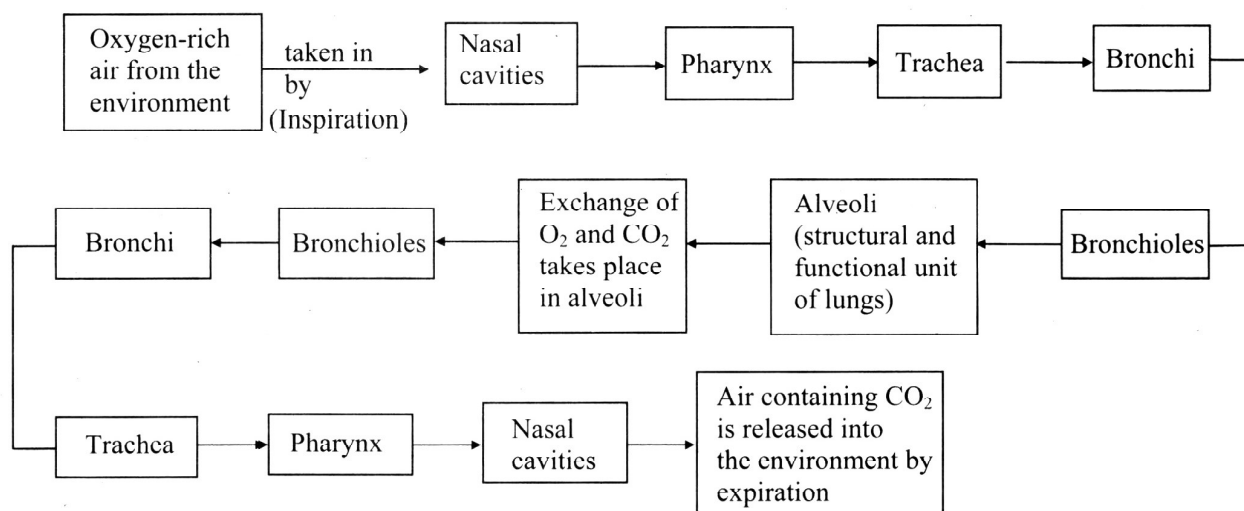 Oxygen-rich
air from the
environment
taken in
by
(Inspiration)
Nasal
cavities
Pharynx
Trachea
Bronchi
Bronchioles
Alveoli
(structural and
functional unit
of lungs)
Exchange of
O₂ and CO₂
takes place
in alveoli
Bronchioles
Bronchi
Trachea
Pharynx
Nasal
cavities
Air containing CO₂
is released into
the environment by
expiration